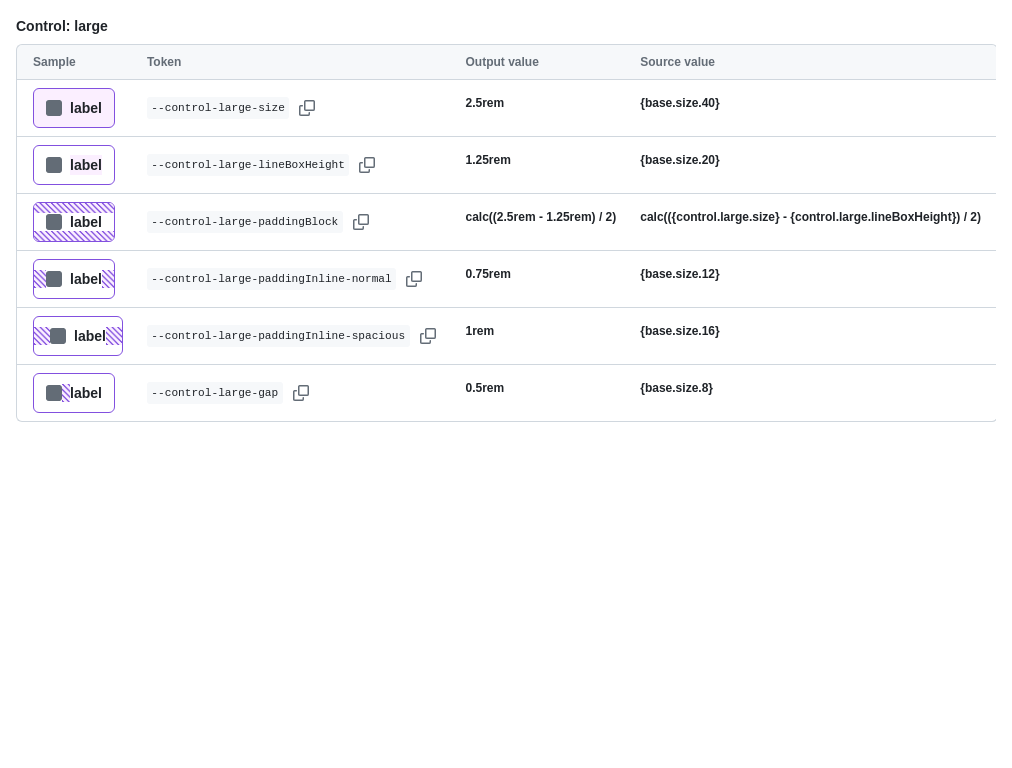 Control: large
Sample Token Output value Source value
label --control-large-size 2.5rem {base.size.40}
label --control-large-lineBoxHeight 1.25rem {base.size.20}
label --control-large-paddingBlock calc((2.5rem - 1.25rem) / 2) calc(({control.large.size} - {control.large.lineBoxHeight}) / 2)
label --control-large-paddingInline-normal 0.75rem {base.size.12}
label --control-large-paddingInline-spacious 1rem {base.size.16}
label --control-large-gap 0.5rem {base.size.8}